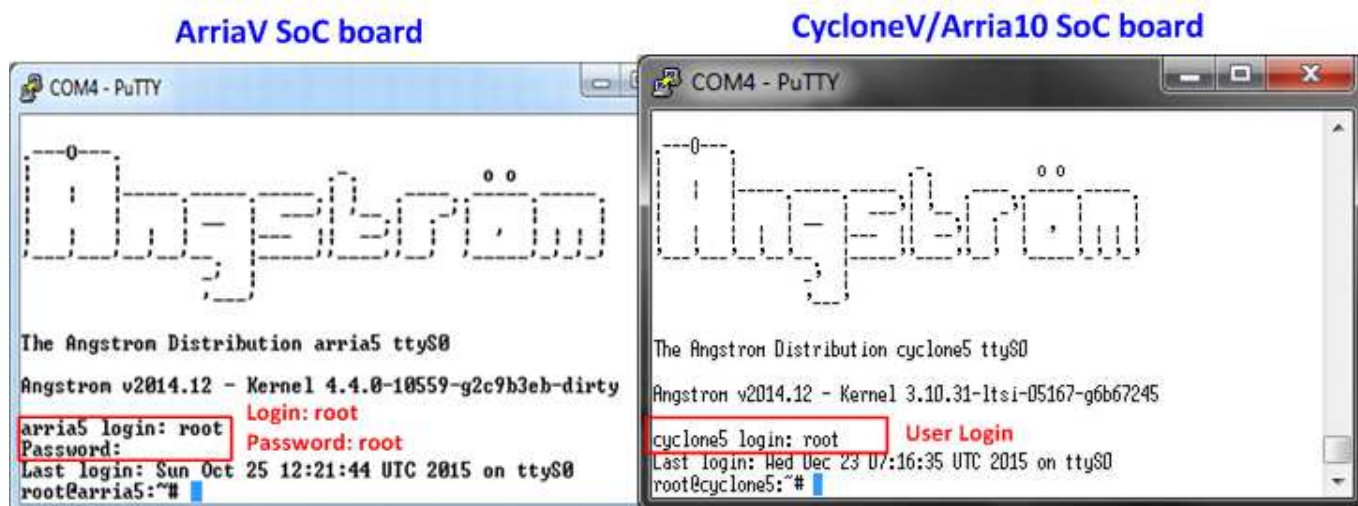 ArriaV SoC board
COM4 - PuTTY
The Angstrom Distribution arria5 ttyS0
Angstrom v2014.12 - Kernel 4.4.0-10559-g2c9b3eb-dirty
arria5 login: root
Login: root
Password:
Password: root
Last login: Sun Oct 25 12:21:44 UTC 2015 on ttyS0
root@arria5:~#
CycloneV/Arria10 SoC board
COM4 - PuTTY
The Angstrom Distribution cyclone5 ttyS0
Angstrom v2014.12 - Kernel 3.10.31-ltsi-05167-g6b67245
cyclone5 login: root
User Login
Last login: Wed Dec 23 07:16:35 UTC 2015 on ttyS0
root@cyclone5:~#